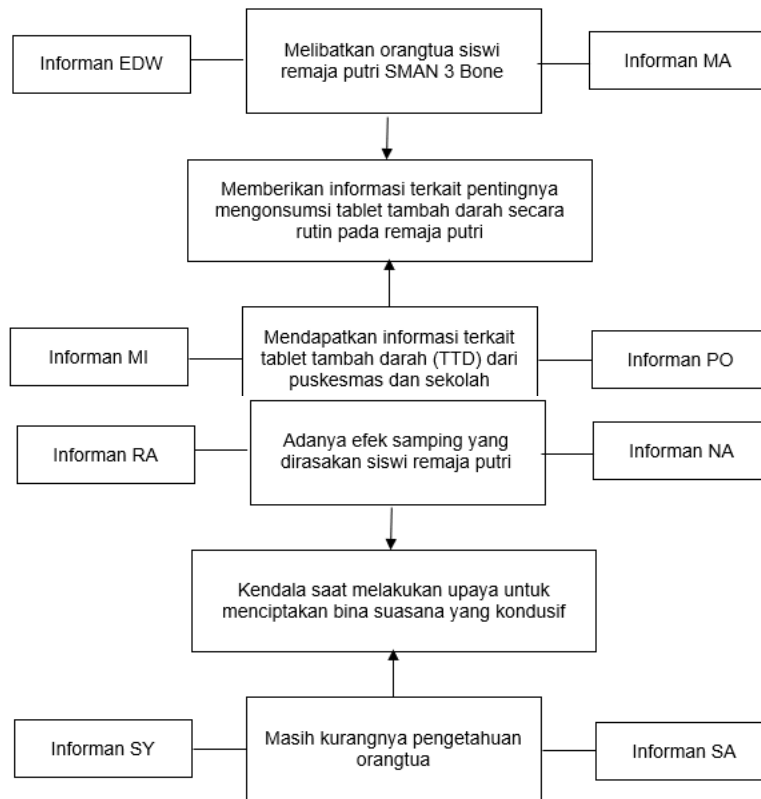 Informan EDW
Melibatkan orangtua siswi
remaja putri SMAN 3 Bone
Informan MA
Memberikan informasi terkait pentingnya
mengonsumsi tablet tambah darah secara
rutin pada remaja putri
Informan MI
Mendapatkan informasi terkait
tablet tambah darah (TTD) dari
puskesmas dan sekolah
Informan PO
Informan RA
Adanya efek samping yang
dirasakan siswi remaja putri
Informan NA
Kendala saat melakukan upaya untuk
menciptakan bina suasana yang kondusif
Informan SY
Masih kurangnya pengetahuan
orangtua
Informan SA